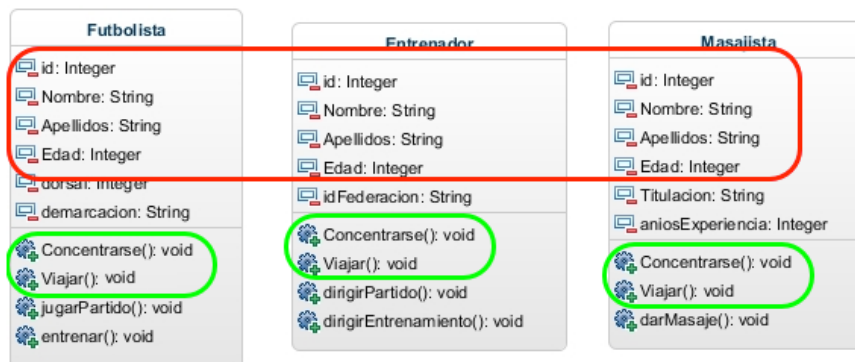 Futbolista
id: Integer
Nombre: String
Apellidos: String
Edad: Integer
dorsal: Integer
demarcacion: String
Concentrarse(): void
Viajar(): void
jugarPartido(): void
entrenar(): void
Entrenador
id: Integer
Nombre: String
Apellidos: String
Edad: Integer
idFederacion: String
Concentrarse(): void
Viajar(): void
dirigirPartido(): void
dirigirEntrenamiento(): void
Masajista
id: Integer
Nombre: String
Apellidos: String
Edad: Integer
Titulacion: String
aniosExperiencia: Integer
Concentrarse(): void
Viajar(): void
darMasaje(): void